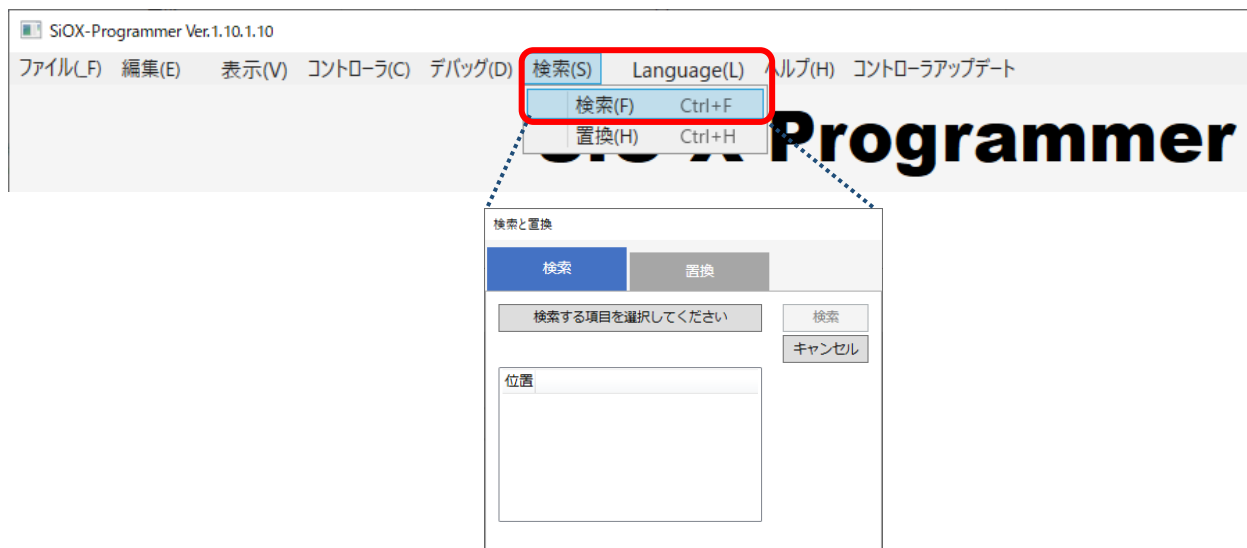 SiOX-Programmer Ver.1.10.1.10
ファイル(_F) 編集(E) 表示(V) コントローラ(C) デバッグ(D) 検索(S) Language(L) ヘルプ(H) コントローラアップデート
検索(F) Ctrl+F
置換(H) Ctrl+H
SiO-X Programmer
検索と置換
検索 置換
検索する項目を選択してください 検索
キャンセル
位置